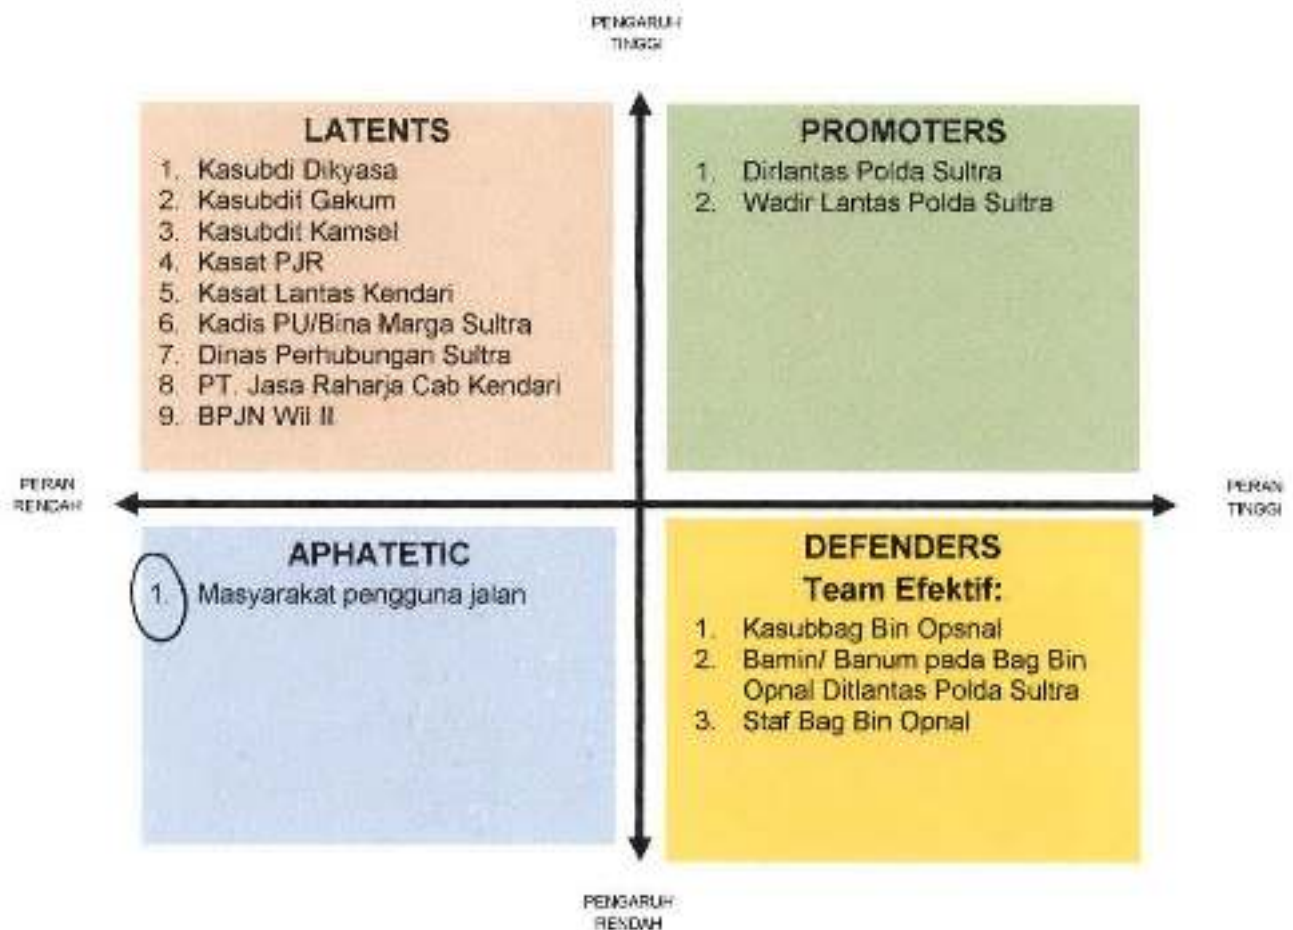 PENGARUH
TINGGI
LATENTS
1. Kasubdi Dikyasa
2. Kasubdit Gakum
3. Kasubdit Kamsel
4. Kasat PJR
5. Kasat Lantas Kendari
6. Kadis PU/Bina Marga Sultra
7. Dinas Perhubungan Sultra
8. PT. Jasa Raharja Cab Kendari
9. BPJN Wil II
PROMOTERS
1. Dirlantas Polda Sultra
2. Wadir Lantas Polda Sultra
PERAN
RENDAH
PERAN
TINGGI
APHATETIC
1. Masyarakat pengguna jalan
DEFENDERS
Team Efektif:
1. Kasubbag Bin Opsnal
2. Bamin/ Banum pada Bag Bin
Opnal Ditlantas Polda Sultra
3. Staf Bag Bin Opnal
PENGARUH
RENDAH